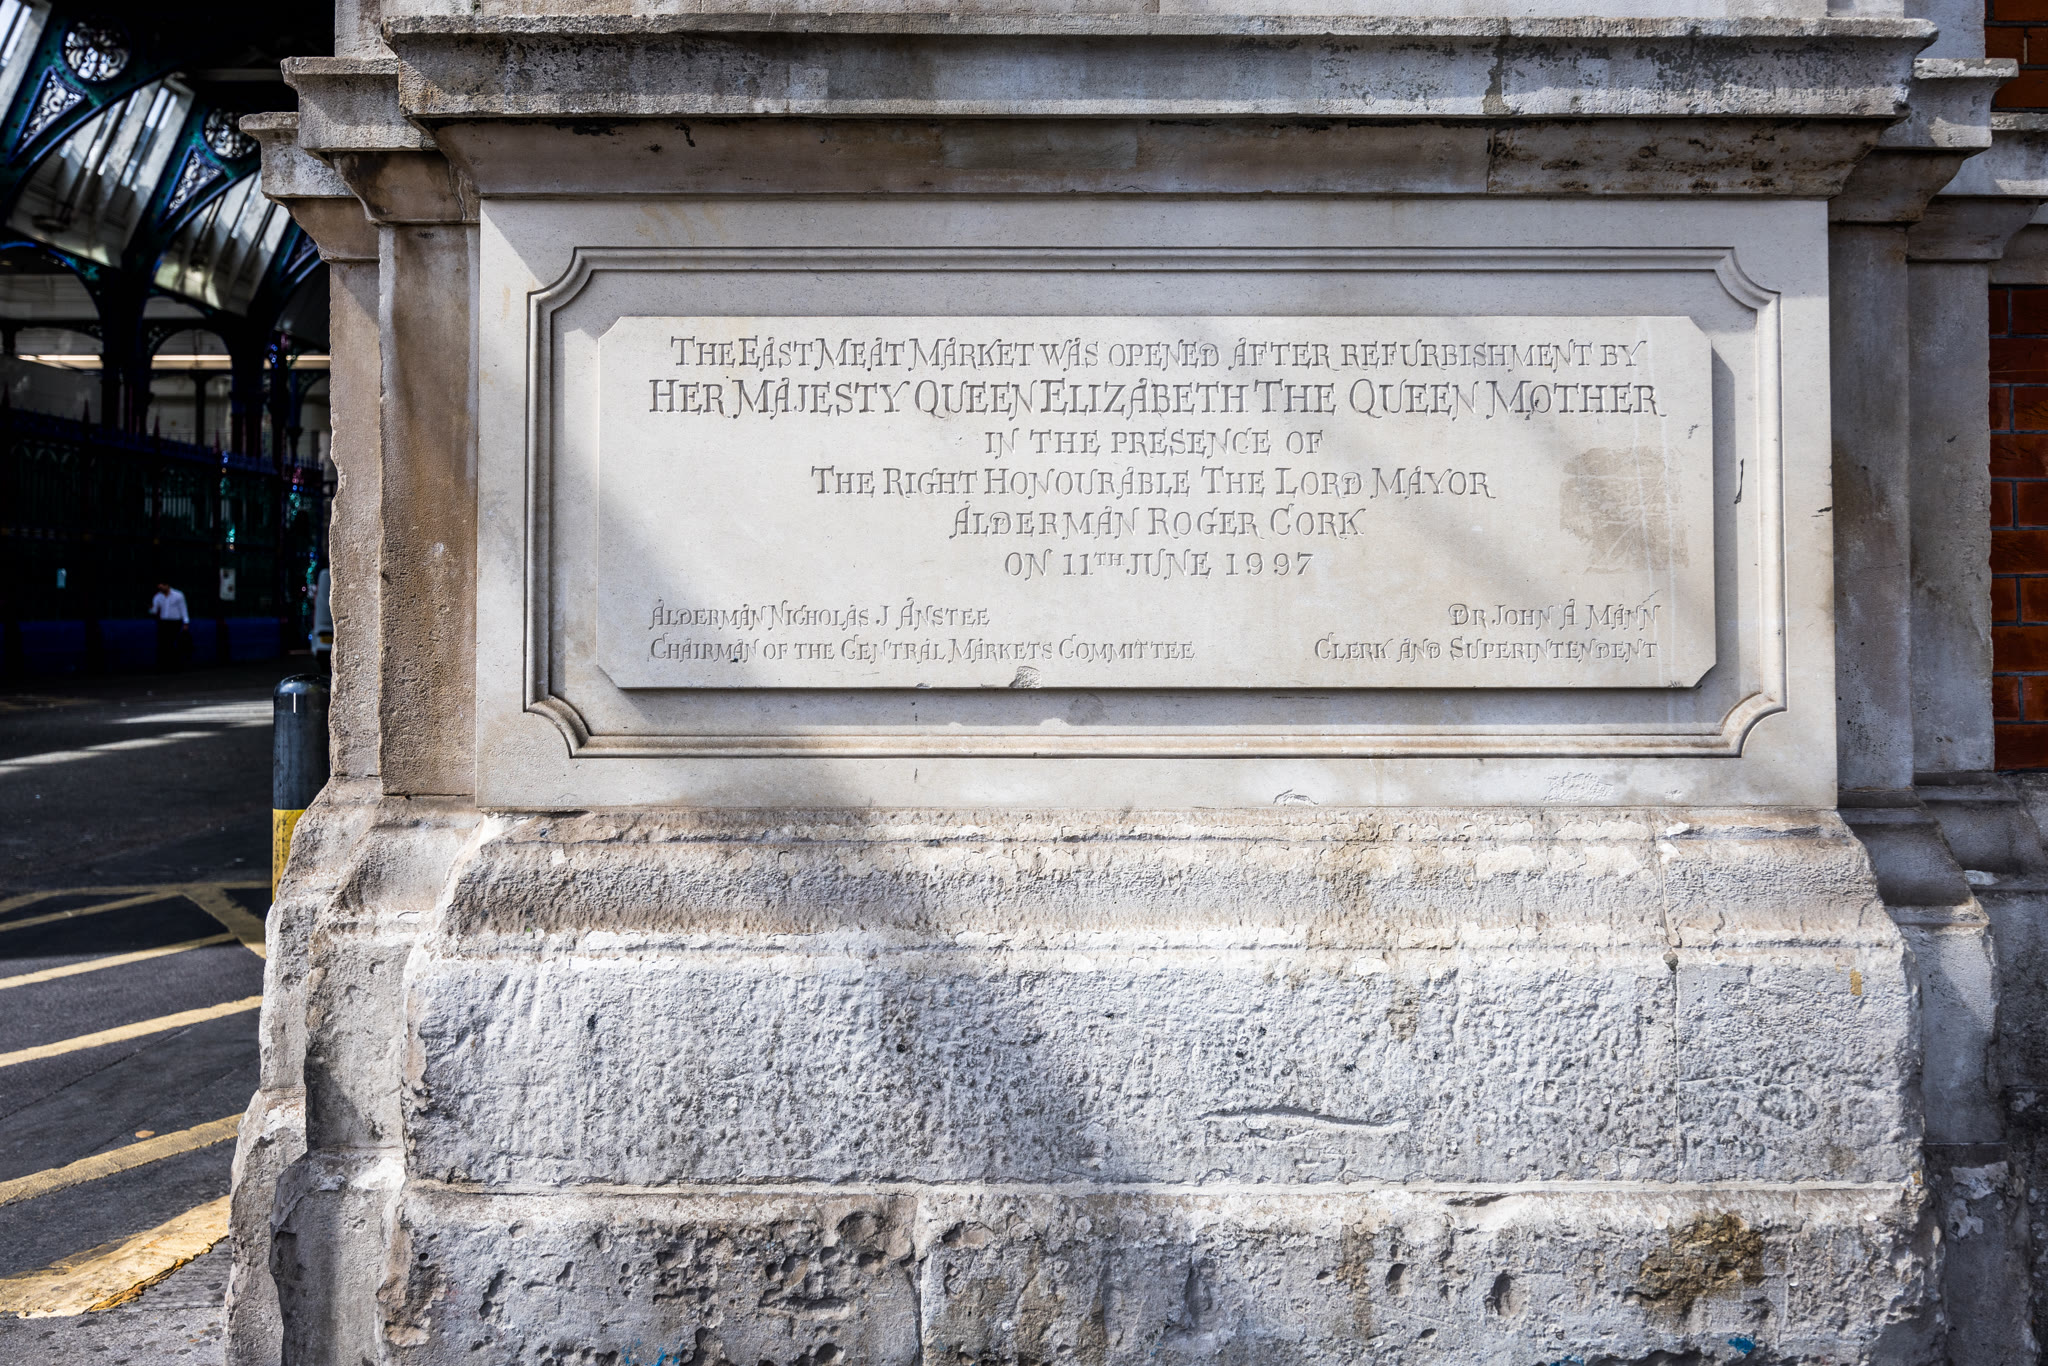 THE EAST MEAT MARKET WAS OPENED AFTER REFURBISHMENT BY
HER MAJESTY QUEEN ELIZABETH THE QUEEN MOTHER
IN THE PRESENCE OF
THE RIGHT HONOURABLE THE LORD MAYOR
ALDERMAN ROGER CORK
ON 11TH JUNE 1997
ALDERMAN NICHOLAS J ANSTEE
CHAIRMAN OF THE CENTRAL MARKETS COMMITTEE
DR JOHN A MANN
CLERK AND SUPERINTENDENT